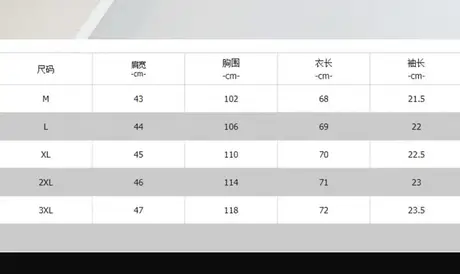 尺码 肩宽 胸围 衣长 袖长
-cm- -cm- -cm- -cm-
M 43 102 68 21.5
L 44 106 69 22
XL 45 110 70 22.5
2XL 46 114 71 23
3XL 47 118 72 23.5